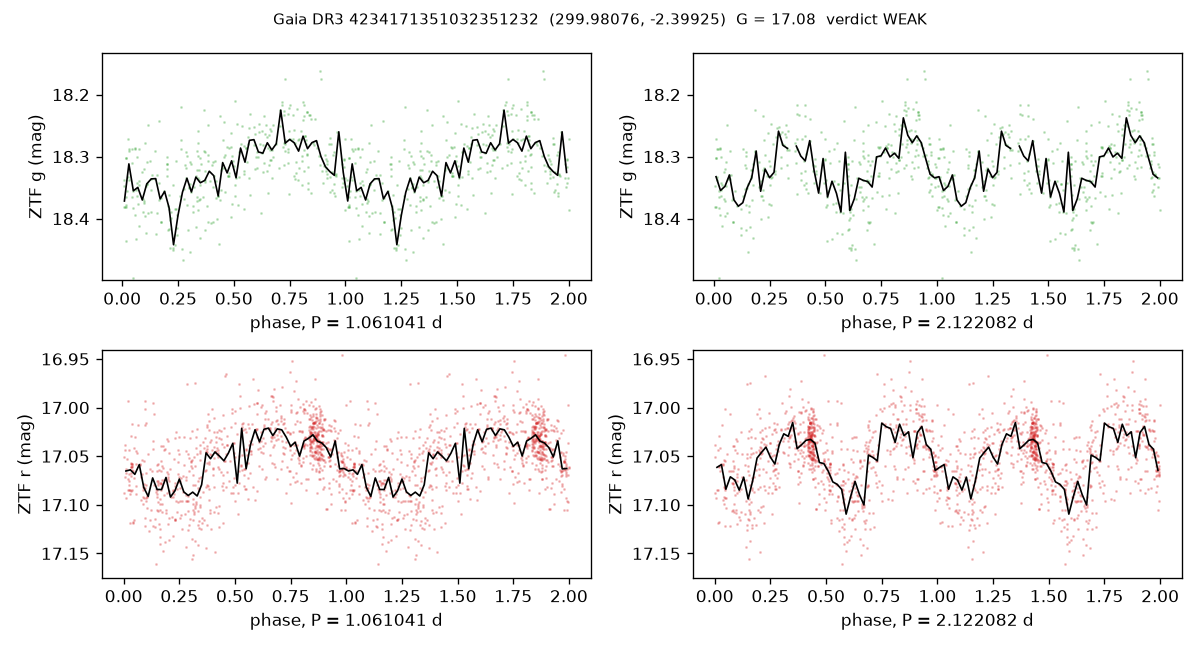 Gaia DR3 4234171351032351232 (299.98076, -2.39925) G = 17.08 verdict WEAK
ZTF g (mag)
18.2
18.3
18.4
0.00 0.25 0.50 0.75 1.00 1.25 1.50 1.75 2.00
phase, P = 1.061041 d
ZTF g (mag)
18.2
18.3
18.4
0.00 0.25 0.50 0.75 1.00 1.25 1.50 1.75 2.00
phase, P = 2.122082 d
ZTF r (mag)
16.95
17.00
17.05
17.10
17.15
0.00 0.25 0.50 0.75 1.00 1.25 1.50 1.75 2.00
phase, P = 1.061041 d
ZTF r (mag)
16.95
17.00
17.05
17.10
17.15
0.00 0.25 0.50 0.75 1.00 1.25 1.50 1.75 2.00
phase, P = 2.122082 d